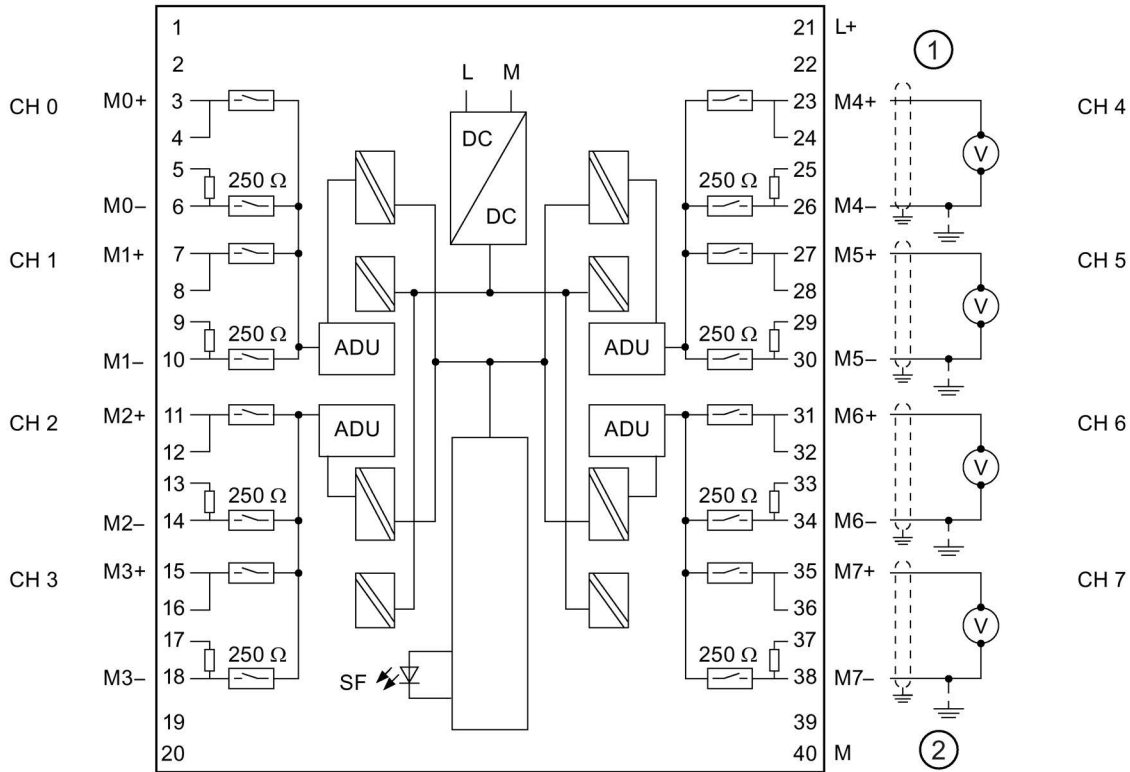 1 21 L+ ①
2 22
L M
CH 0 M0+ 3 23 M4+ CH 4
4 24
DC
V
5 250 Ω 250 Ω 25
M0– 6 26 M4–
DC
CH 1 M1+ 7 27 M5+ CH 5
8 28
V
9 250 Ω 250 Ω 29
ADU ADU
M1– 10 30 M5–
CH 2 M2+ 11 31 M6+ CH 6
ADU ADU
12 32
V
13 250 Ω 250 Ω 33
M2– 14 34 M6–
CH 3 M3+ 15 35 M7+ CH 7
16 36
V
17 250 Ω 250 Ω 37
M3– 18 38 M7–
SF
19 39
20 40 M ②